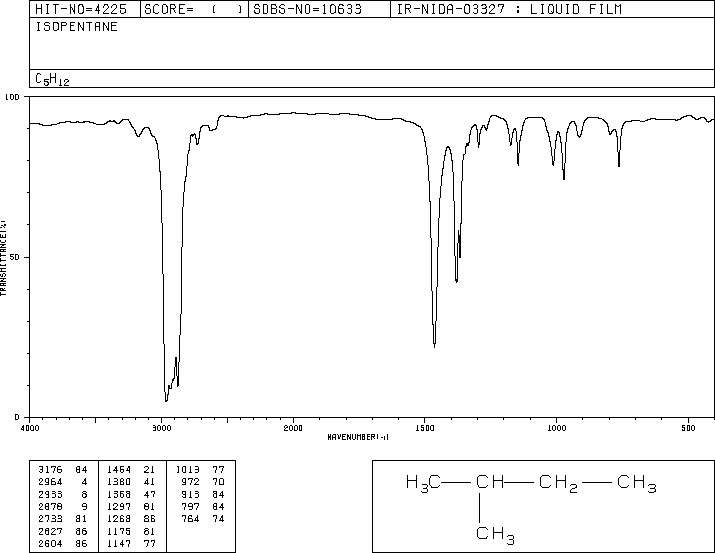 HIT-NO=4225 SCORE= ( ) SDBS-NO=10633 IR-NIDA-03327 : LIQUID FILM
ISOPENTANE
C5H12
100
TRANSMITTANCE(%)
50
0
4000 3000 2000 1500 1000 500
WAVENUMBER(-1)
3176 84 1464 21 1013 77
2964 4 1380 41 972 70
2933 8 1368 47 913 84
2878 9 1297 81 797 84
2733 81 1268 86 764 74
2627 86 1175 81
2604 86 1147 77
H3C CH CH2 CH3
CH3